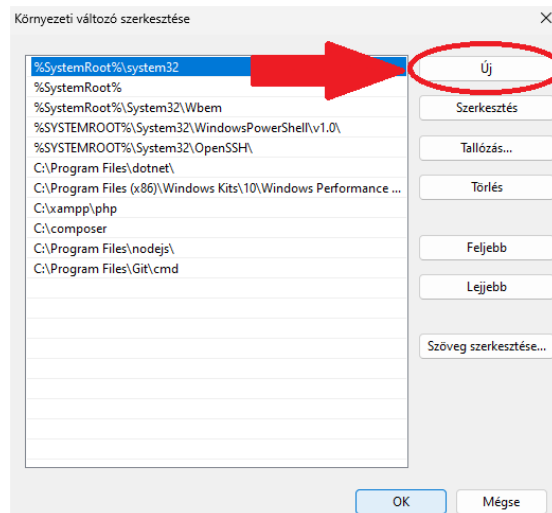 Környezeti változó szerkesztése
%SystemRoot%\system32
%SystemRoot%
%SystemRoot%\System32\Wbem
%SYSTEMROOT%\System32\WindowsPowerShell\v1.0\
%SYSTEMROOT%\System32\OpenSSH\
C:\Program Files\dotnet\
C:\Program Files (x86)\Windows Kits\10\Windows Performance ...
C:\xampp\php
C:\composer
C:\Program Files\nodejs\
C:\Program Files\Git\cmd
Új
Szerkesztés
Tallózás...
Törlés
Feljebb
Lejjebb
Szöveg szerkesztése...
OK
Mégse